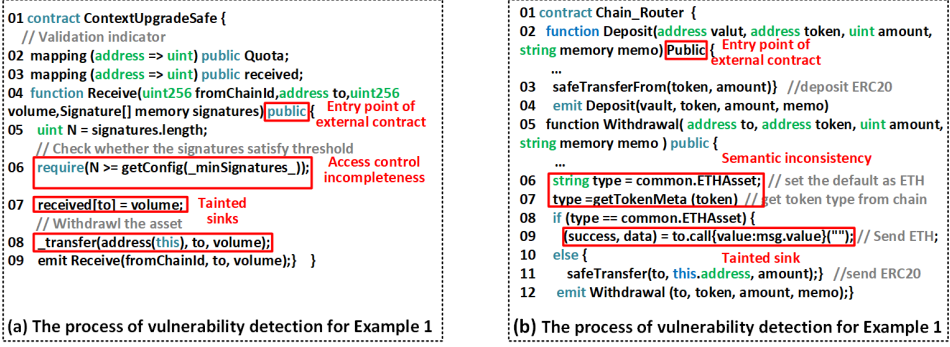 01 contract ContextUpgradeSafe {
// Validation indicator
02 mapping (address => uint) public Quota;
03 mapping (address => uint) public received;
04 function Receive(uint256 fromChainId,address to,uint256
volume,Signature[] memory signatures) public {
Entry point of
external contract
05 uint N = signatures.length;
// Check whether the signatures satisfy threshold
06 require(N >= getConfig(_minSignatures_));
Access control
incompleteness
07 received[to] = volume;
Tainted
sinks
// Withdrawl the asset
08 _transfer(address(this), to, volume);
09 emit Receive(fromChainId, to, volume);} }
(a) The process of vulnerability detection for Example 1
01 contract Chain_Router {
02 function Deposit(address valut, address token, uint amount,
string memory memo) Public {
Entry point of
external contract
...
03 safeTransferFrom(token, amount)} //deposit ERC20
04 emit Deposit(vault, token, amount, memo)
05 function Withdrawal( address to, address token, uint amount,
string memory memo ) public {
...
Semantic inconsistency
06 string type = common.ETHAsset; // set the default as ETH
07 type =getTokenMeta (token) // get token type from chain
08 if (type == common.ETHAsset) {
09 (success, data) = to.call{value:msg.value}(""); // Send ETH;
10 else {
Tainted sink
11 safeTransfer(to, this.address, amount);} //send ERC20
12 emit Withdrawal (to, token, amount, memo);}
(b) The process of vulnerability detection for Example 1